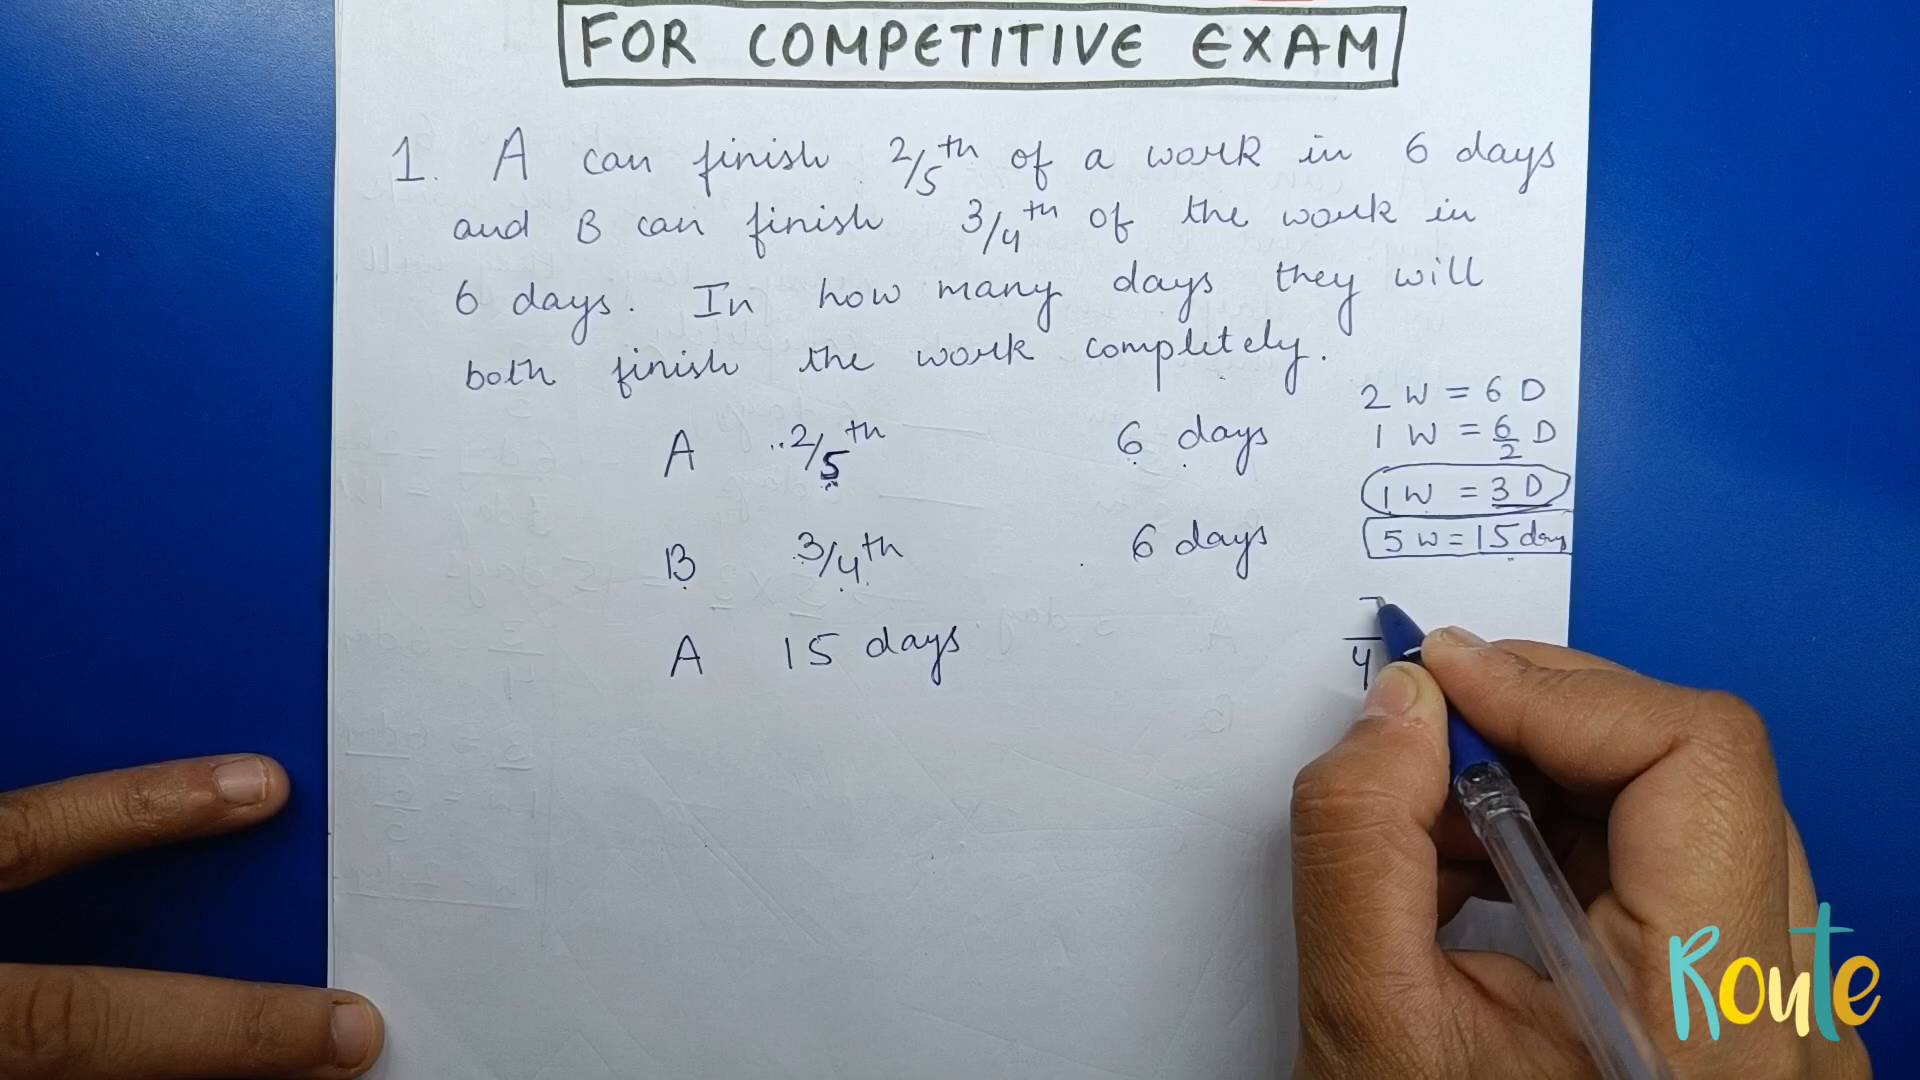 FOR COMPETITIVE EXAM
1. A can finish 2/5th of a work in 6 days
and B can finish 3/4th of the work in
6 days. In how many days they will
both finish the work completely.
2 W = 6 D
A 2/5th 6 days
1 W = 6/2 D
1 W = 3 D
B 3/4th 6 days
5 W = 15 days
A 15 days
4
Route